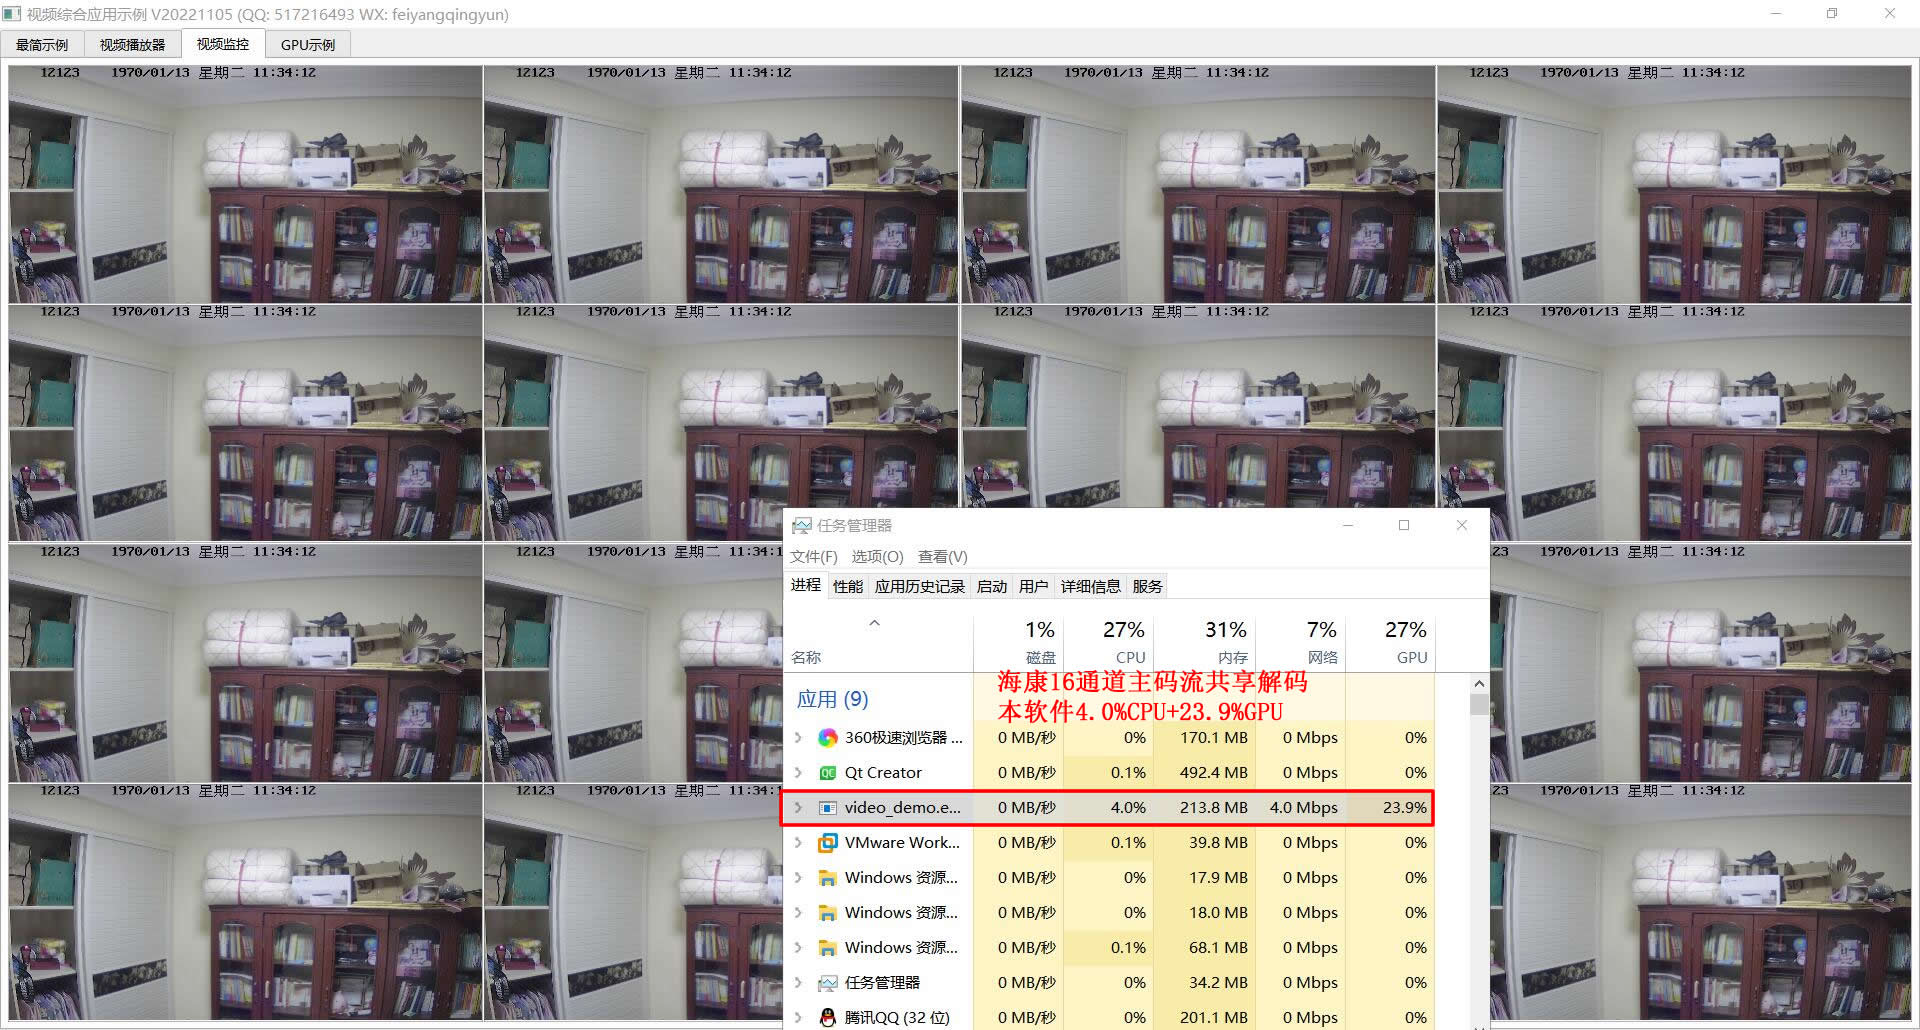 视频综合应用示例 V20221105 (QQ: 517216493 WX: feiyangqingyun)
最简示例 视频播放器 视频监控 GPU示例
12123 1970/01/13 星期二 11:34:12 12123 1970/01/13 星期二 11:34:12 12123 1970/01/13 星期二 11:34:12 12123 1970/01/13 星期二 11:34:12
12123 1970/01/13 星期二 11:34:12 12123 1970/01/13 星期二 11:34:12 12123 1970/01/13 星期二 11:34:12 12123 1970/01/13 星期二 11:34:12
任务管理器
文件(F) 选项(O) 查看(V)
12123 1970/01/13 星期二 11:34:12 12123 1970/01/13 星期二 11:34:1 23 1970/01/13 星期二 11:34:12
进程 性能 应用历史记录 启动 用户 详细信息 服务
1% 27% 31% 7% 27%
名称 磁盘 CPU 内存 网络 GPU
海康16通道主码流共享解码
应用 (9)
本软件4.0%CPU+23.9%GPU
360极速浏览器 ... 0 MB/秒 0% 170.1 MB 0 Mbps 0%
Qt Creator 0 MB/秒 0.1% 492.4 MB 0 Mbps 0%
12123 1970/01/13 星期二 11:34:12 12123 1970/01/13 星期二 11:34:1 23 1970/01/13 星期二 11:34:12
video_demo.e... 0 MB/秒 4.0% 213.8 MB 4.0 Mbps 23.9%
VMware Work... 0 MB/秒 0.1% 39.8 MB 0 Mbps 0%
Windows 资源... 0 MB/秒 0% 17.9 MB 0 Mbps 0%
Windows 资源... 0 MB/秒 0% 18.0 MB 0 Mbps 0%
Windows 资源... 0 MB/秒 0.1% 68.1 MB 0 Mbps 0%
任务管理器 0 MB/秒 0% 34.2 MB 0 Mbps 0%
腾讯QQ (32 位) 0 MB/秒 0% 201.1 MB 0 Mbps 0%